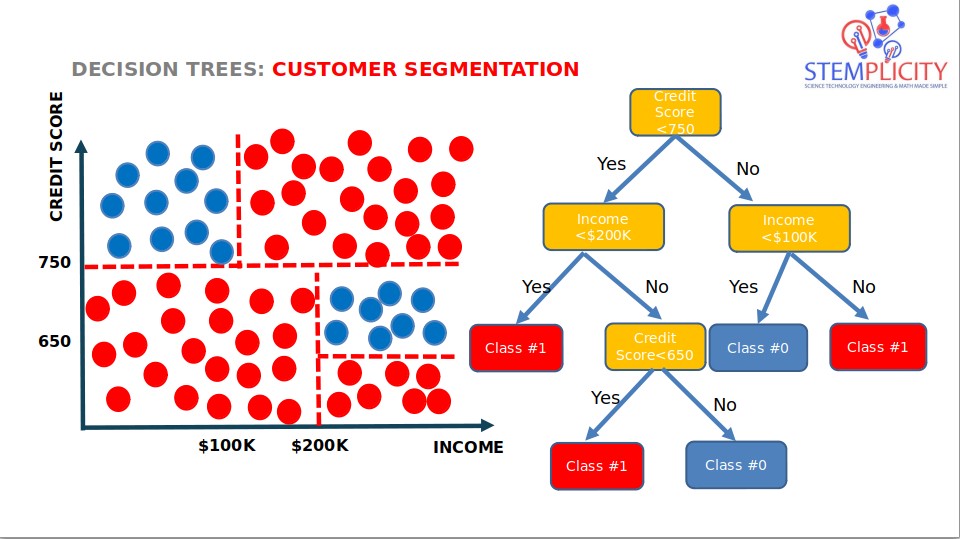 STEMPLICITY
SCIENCE TECHNOLOGY ENGINEERING & MATH MADE SIMPLE
DECISION TREES: CUSTOMER SEGMENTATION
CREDIT SCORE
750
650
$100K
$200K
INCOME
Credit
Score
<750
Yes
No
Income
<$200K
Income
<$100K
Yes
No
Yes
No
Class #1
Credit
Score<650
Class #0
Class #1
Yes
No
Class #1
Class #0